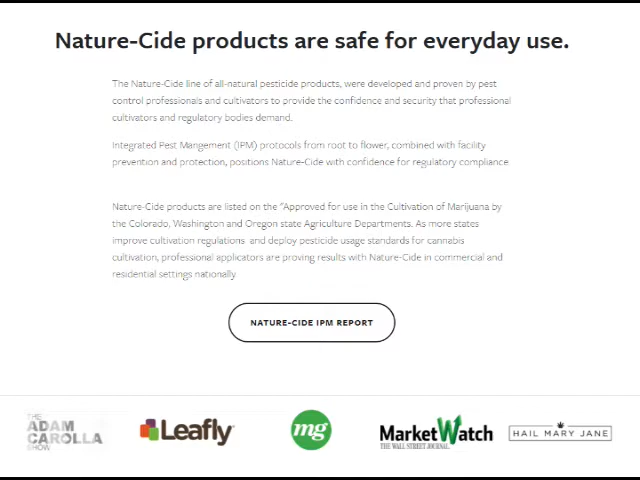 Nature-Cide products are safe for everyday use.
The Nature-Cide line of all-natural pesticide products, were developed and proven by pest
control professionals and cultivators to provide the confidence and security that professional
cultivators and regulatory bodies demand.
Integrated Pest Mangement (IPM) protocols from root to flower, combined with facility
prevention and protection, positions Nature-Cide with confidence for regulatory compliance.
Nature-Cide products are listed on the "Approved for use in the Cultivation of Marijuana by
the Colorado, Washington and Oregon state Agriculture Departments. As more states
improve cultivation regulations and deploy pesticide usage standards for cannabis
cultivation, professional applicators are proving results with Nature-Cide in commercial and
residential settings nationally.
NATURE-CIDE IPM REPORT
THE
ADAM
CAROLLA
SHOW
Leafly
mg
MarketWatch
THE WALL STREET JOURNAL.
HAIL MARY JANE